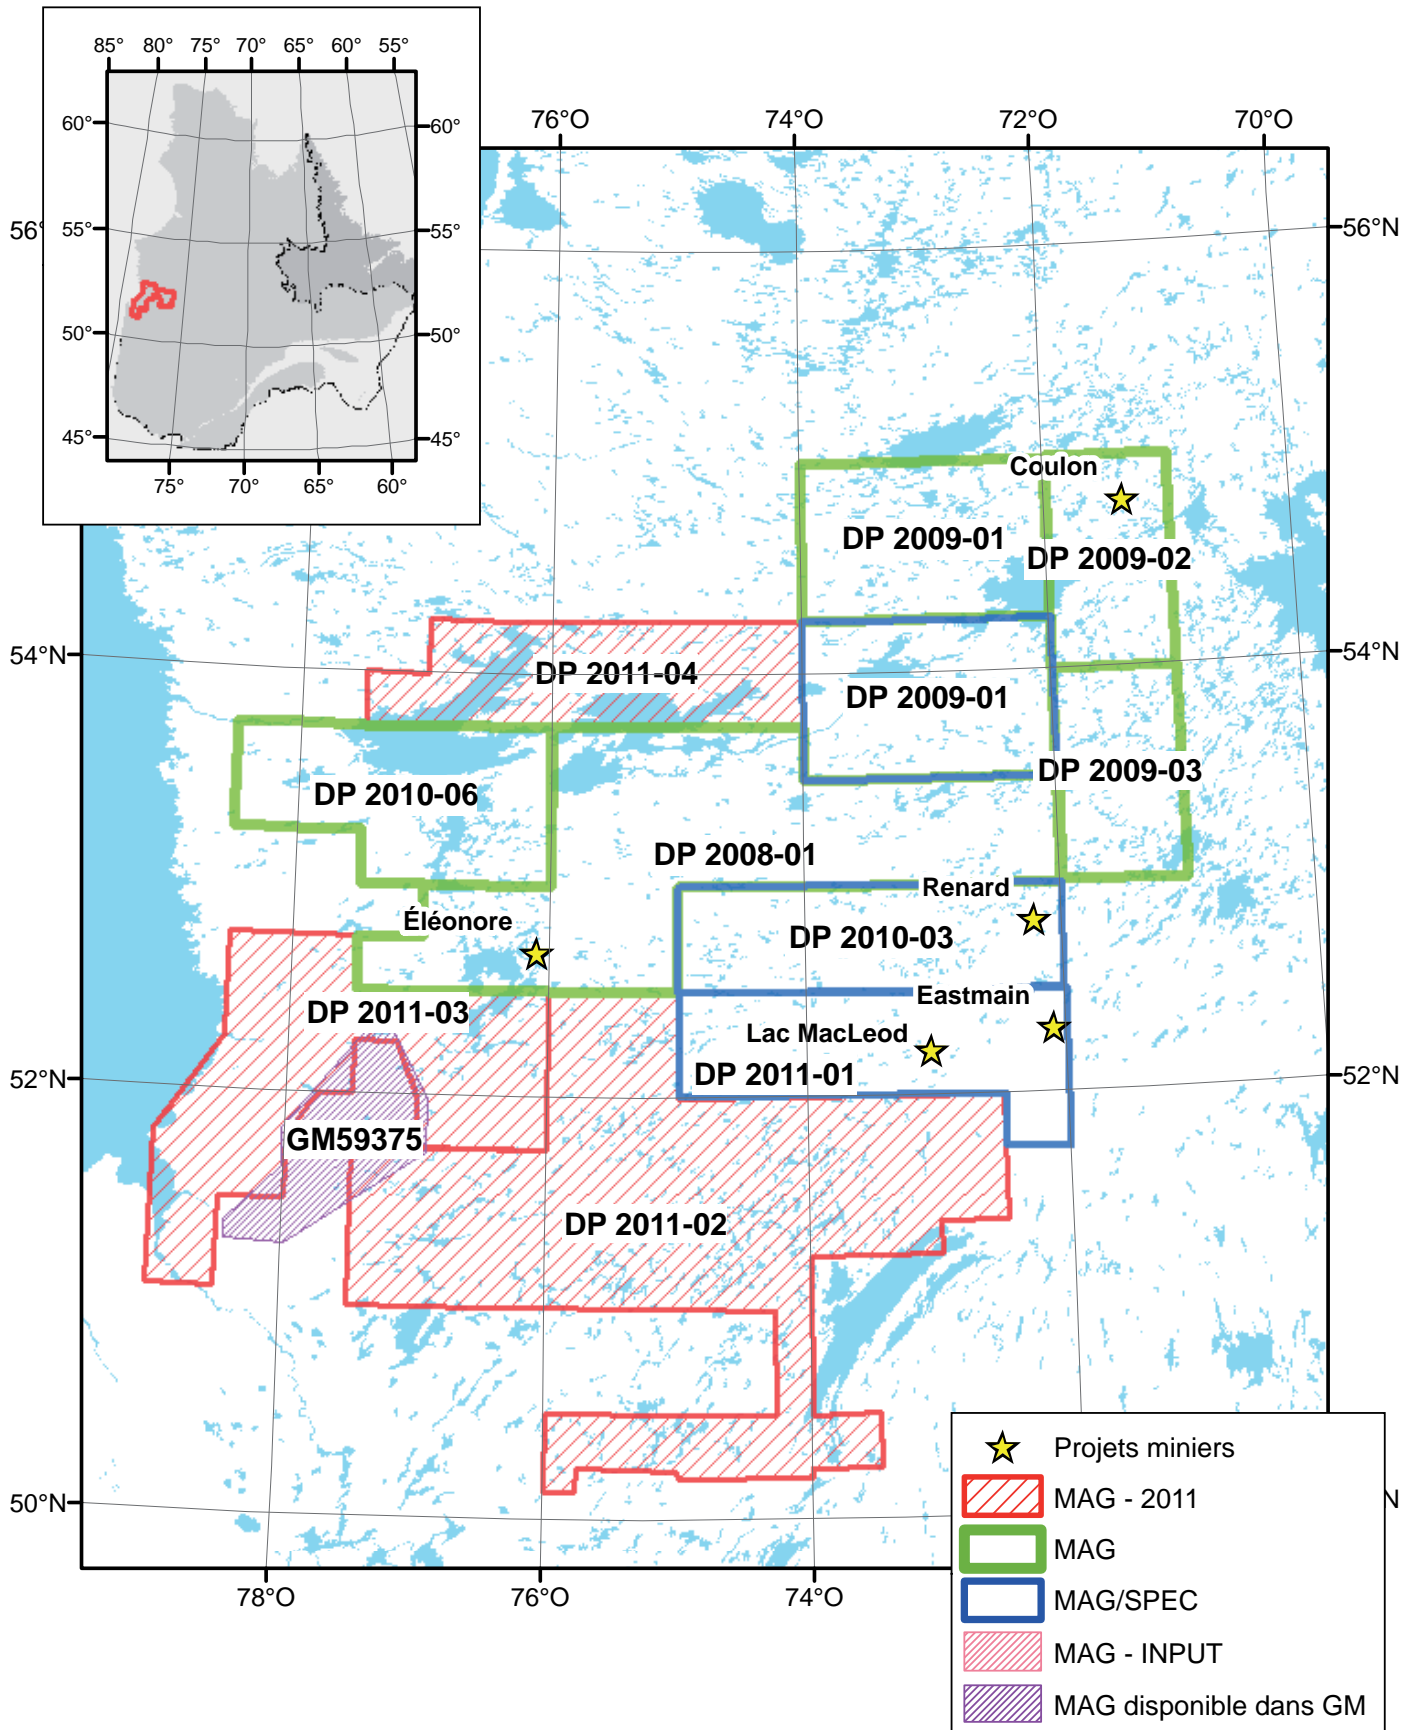 85° 80° 75° 70° 65° 60° 55°
60° 60°
55° 55°
50° 50°
45° 45°
75° 70° 65° 60°
76°O 74°O 72°O 70°O
56° 56°N
Coulon
DP 2009-01
DP 2009-02
54°N 54°N
DP 2011-04
DP 2009-01
DP 2009-03
DP 2010-06
DP 2008-01
Renard
Éléonore
DP 2010-03
Eastmain
DP 2011-03
Lac MacLeod
DP 2011-01
52°N 52°N
GM59375
DP 2011-02
50°N N
78°O 76°O 74°O
Projets miniers
MAG - 2011
MAG
MAG/SPEC
MAG - INPUT
MAG disponible dans GM